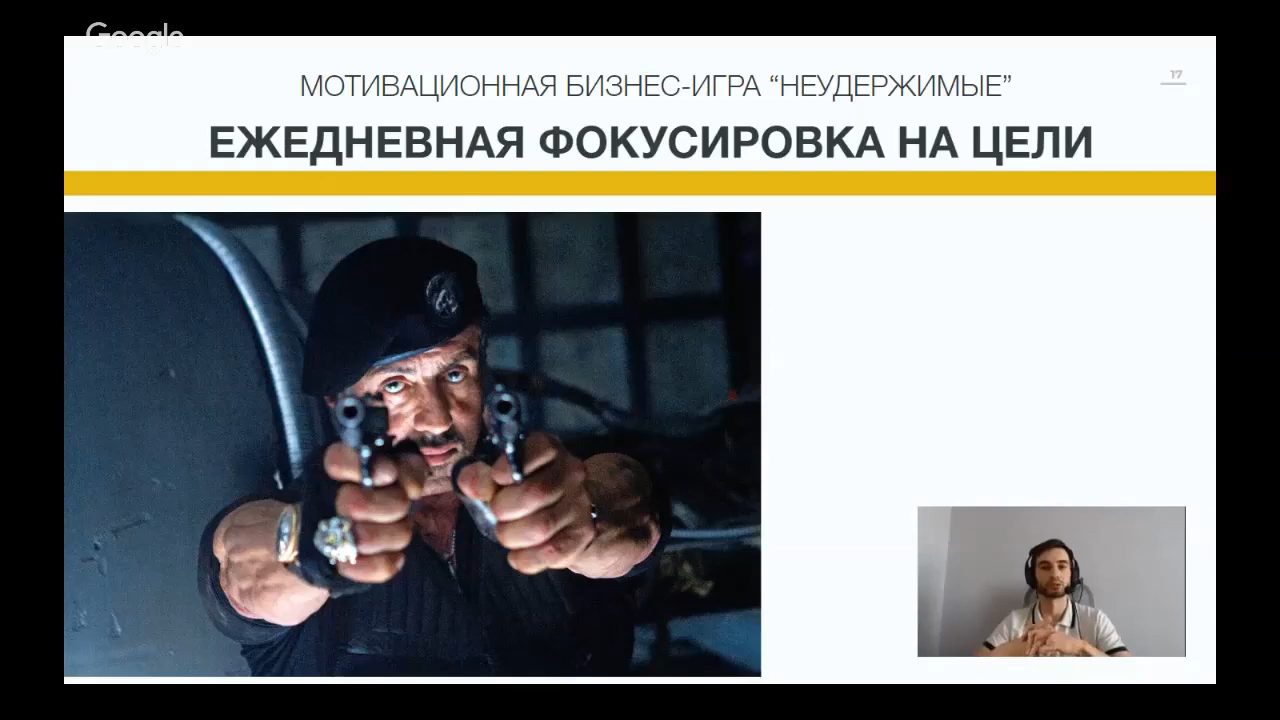 Google
МОТИВАЦИОННАЯ БИЗНЕС-ИГРА “НЕУДЕРЖИМЫЕ”
17
ЕЖЕДНЕВНАЯ ФОКУСИРОВКА НА ЦЕЛИ